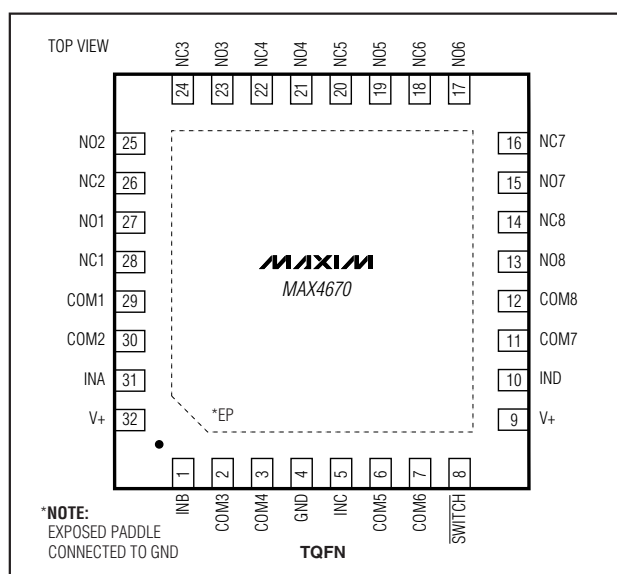 TOP VIEW
NC3 NO3 NC4 NO4 NC5 NO5 NC6 NO6
24 23 22 21 20 19 18 17
NO2 25
NC2 26
NO1 27
NC1 28
COM1 29
COM2 30
INA 31
V+ 32
16 NC7
15 NO7
14 NC8
13 NO8
12 COM8
11 COM7
10 IND
9 V+
MAXIM
MAX4670
*EP
1 2 3 4 5 6 7 8
INB COM3 COM4 GND INC COM5 COM6 SWITCH
*NOTE:
EXPOSED PADDLE
CONNECTED TO GND
TQFN